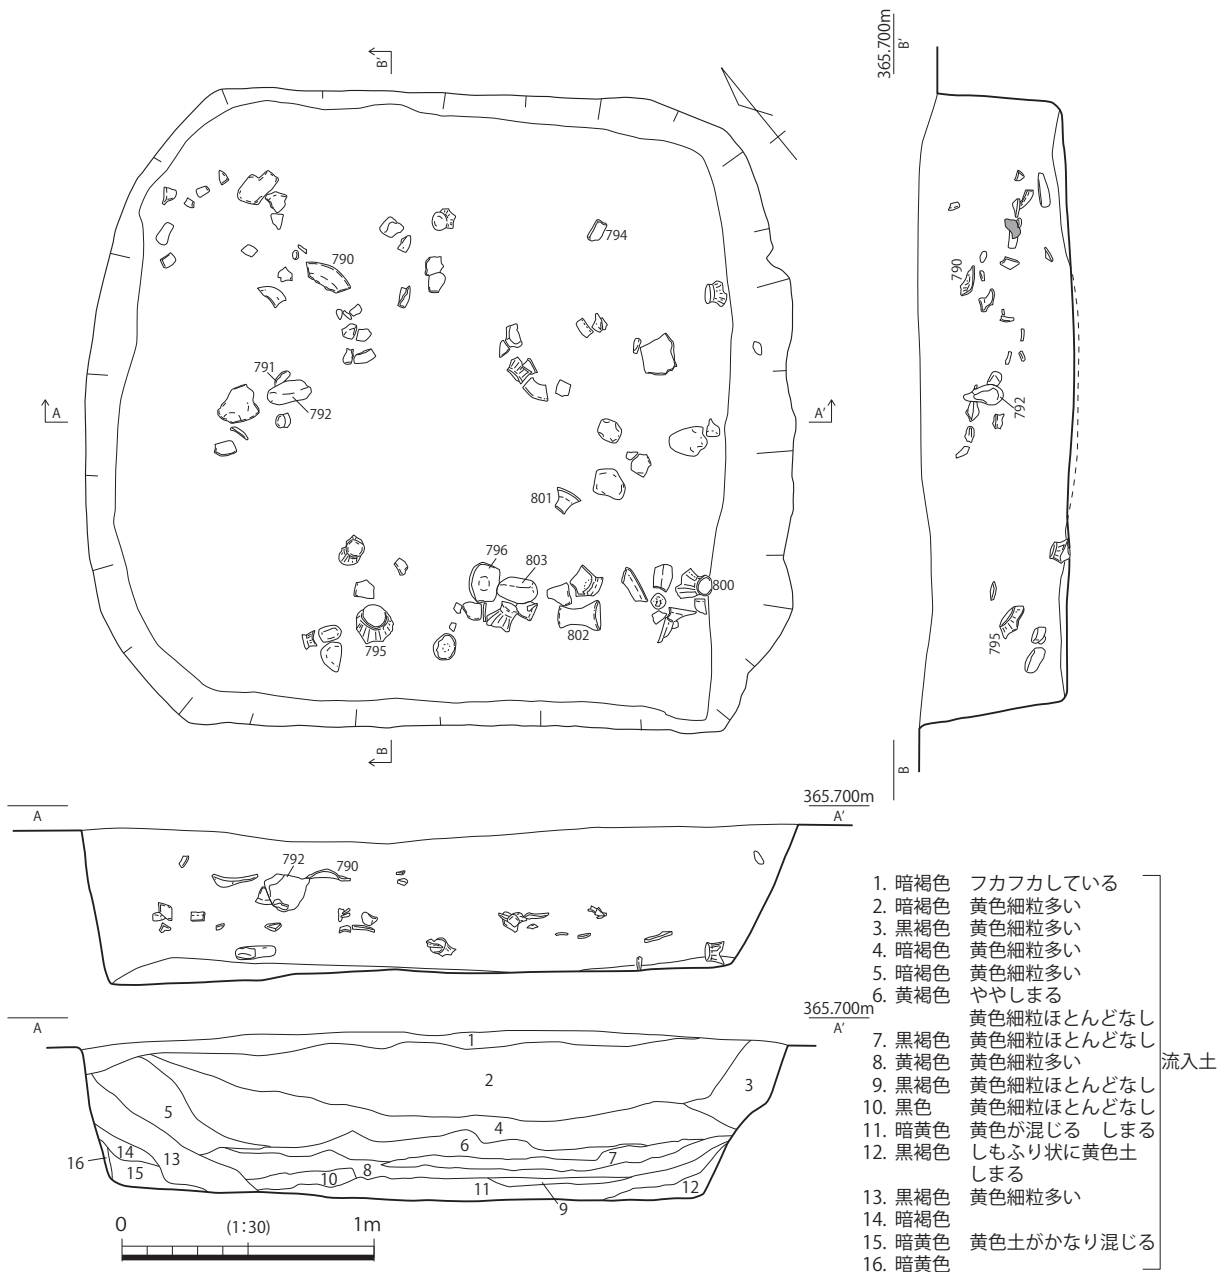 B′
365.700m
B′
794
790
790
791
792
A
A′
792
801
796
803
800
802
795
795
B
B
A
365.700m
A′
792
790
A
365.700m
A′
1
2
3
4
5
6
7
8
9
10
11
12
13
14
15
16
0 (1:30) 1m
1. 暗褐色 フカフカしている
2. 暗褐色 黄色細粒多い
3. 黒褐色 黄色細粒多い
4. 暗褐色 黄色細粒多い
5. 暗褐色 黄色細粒多い
6. 黄褐色 ややしまる
黄色細粒ほとんどなし
7. 黒褐色 黄色細粒ほとんどなし
8. 黄褐色 黄色細粒多い
9. 黒褐色 黄色細粒ほとんどなし
10. 黒色 黄色細粒ほとんどなし
11. 暗黄色 黄色が混じる しまる
12. 黒褐色 しもふり状に黄色土
しまる
13. 黒褐色 黄色細粒多い
14. 暗褐色
15. 暗黄色 黄色土がかなり混じる
16. 暗黄色
流入土